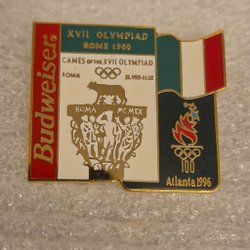 Budweiser
XVII OLYMPIAD
ROME 1960
GAMES OF THE XVII OLYMPIAD
ROMA 25.VIII-11.IX
ROMA MCMLX
100
Atlanta 1996